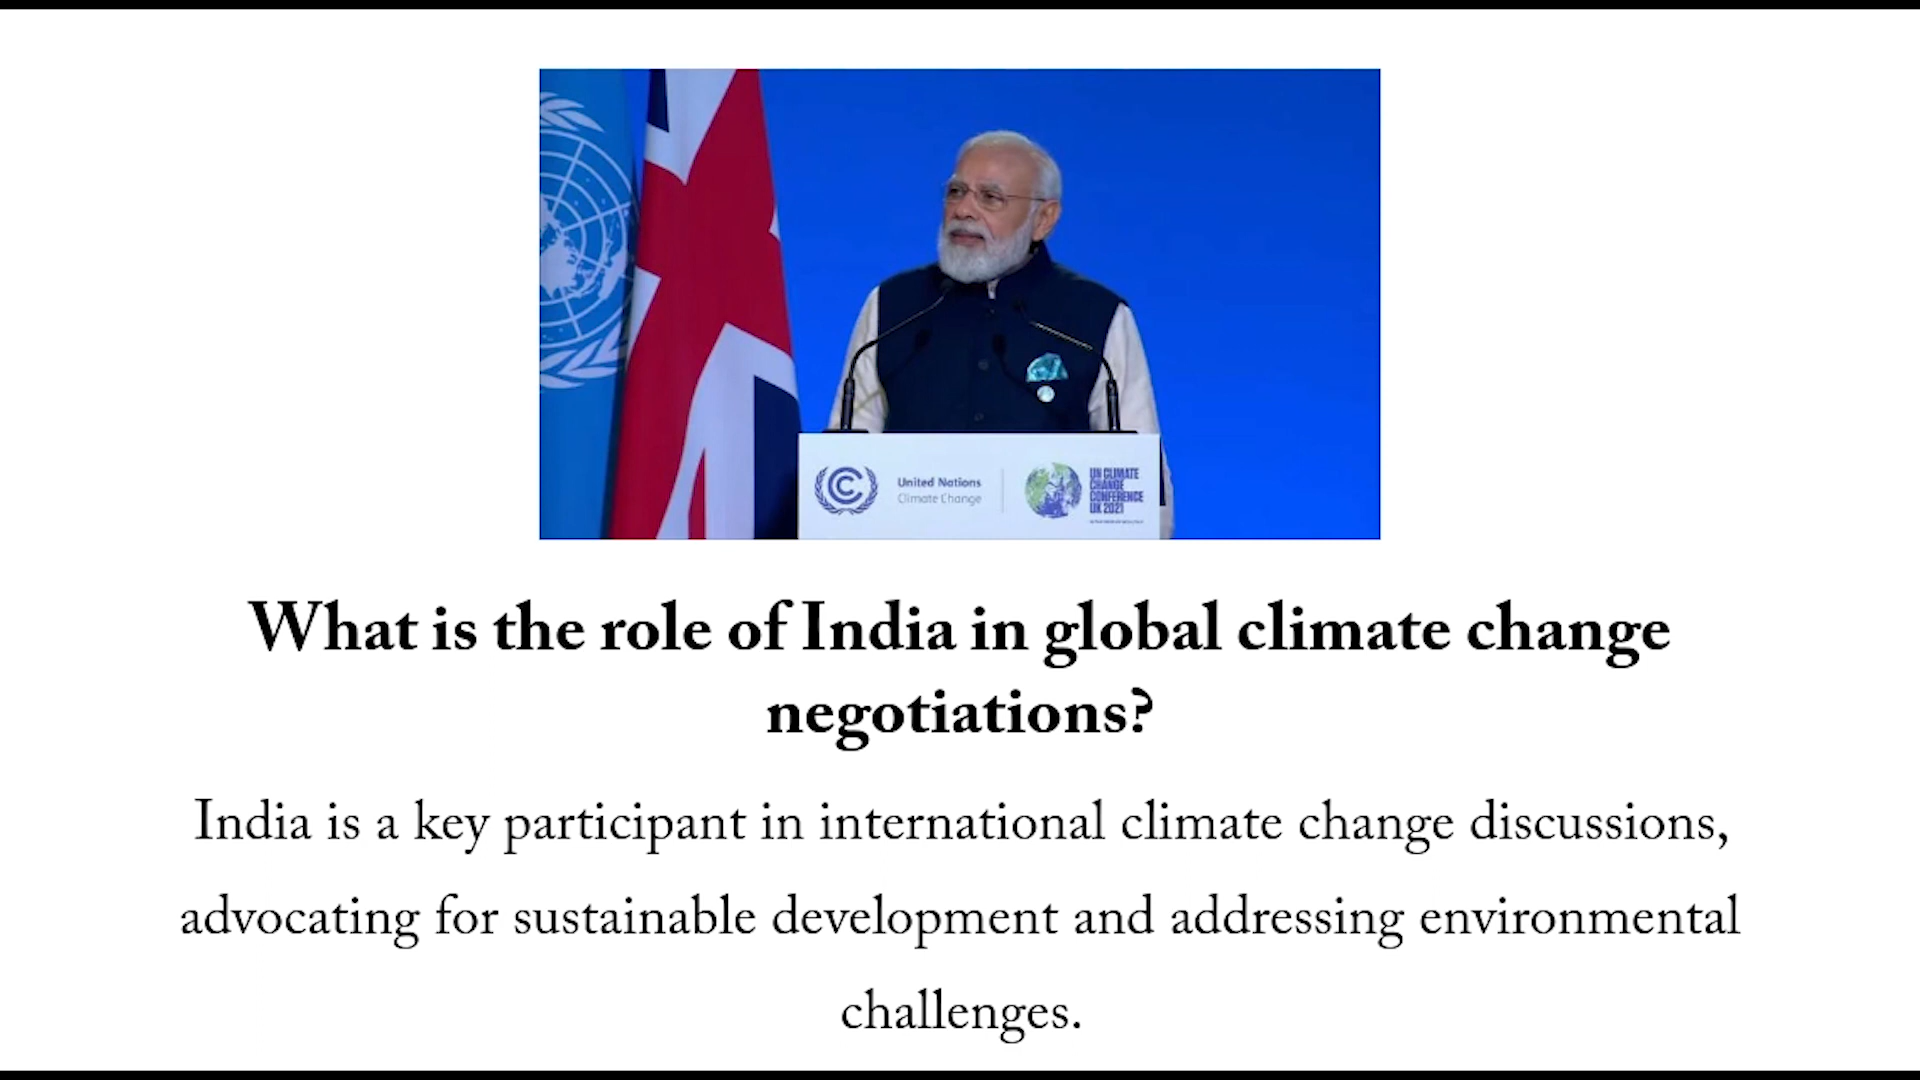 United Nations
Climate Change
UN CLIMATE
CHANGE
CONFERENCE
UK 2021
What is the role of India in global climate change
negotiations?
India is a key participant in international climate change discussions,
advocating for sustainable development and addressing environmental
challenges.